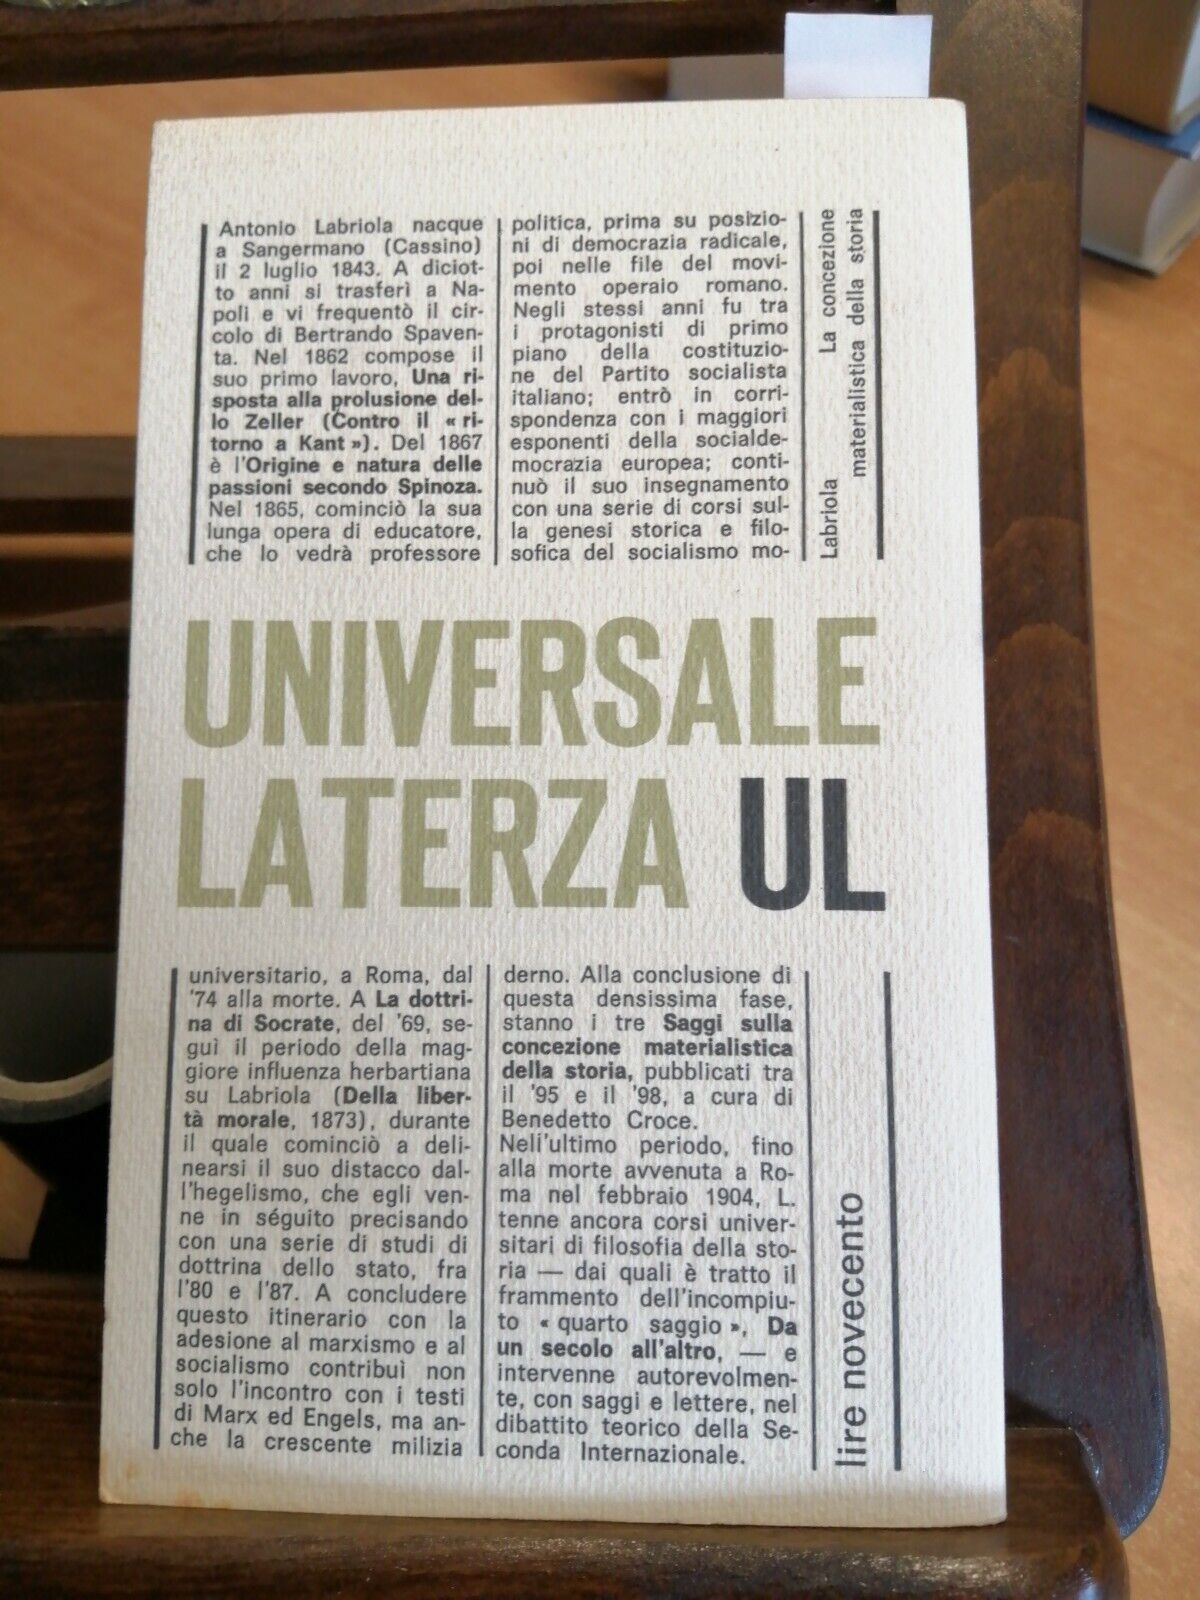 Antonio Labriola nacque
a Sangermano (Cassino)
il 2 luglio 1843. A diciot-
to anni si trasferì a Na-
poli e vi frequentò il cir-
colo di Bertrando Spaven-
ta. Nel 1862 compose il
suo primo lavoro, Una ri-
sposta alla prolusione del-
lo Zeller (Contro il « ri-
torno a Kant »). Del 1867
è l'Origine e natura delle
passioni secondo Spinoza.
Nel 1865, cominciò la sua
lunga opera di educatore,
che lo vedrà professore
politica, prima su posizio-
ni di democrazia radicale,
poi nelle file del movi-
mento operaio romano.
Negli stessi anni fu tra
i protagonisti di primo
piano della costituzio-
ne del Partito socialista
italiano; entrò in corri-
spondenza con i maggiori
esponenti della socialde-
mocrazia europea; conti-
nuò il suo insegnamento
con una serie di corsi sul-
la genesi storica e filo-
sofica del socialismo mo-
Labriola La concezione
materialistica della storia
UNIVERSALE
LATERZA UL
universitario, a Roma, dal
'74 alla morte. A La dottri-
na di Socrate, del '69, se-
guì il periodo della mag-
giore influenza herbartiana
su Labriola (Della liber-
tà morale, 1873), durante
il quale cominciò a deli-
nearsi il suo distacco dal-
l'hegelismo, che egli ven-
ne in séguito precisando
con una serie di studi di
dottrina dello stato, fra
l'80 e l'87. A concludere
questo itinerario con la
adesione al marxismo e al
socialismo contribuì non
solo l'incontro con i testi
di Marx ed Engels, ma an-
che la crescente milizia
derno. Alla conclusione di
questa densissima fase,
stanno i tre Saggi sulla
concezione materialistica
della storia, pubblicati tra
il '95 e il '98, a cura di
Benedetto Croce.
Nell'ultimo periodo, fino
alla morte avvenuta a Ro-
ma nel febbraio 1904, L.
tenne ancora corsi univer-
sitari di filosofia della sto-
ria — dai quali è tratto il
frammento dell'incompiu-
to « quarto saggio », Da
un secolo all'altro, — e
intervenne autorevolmen-
te, con saggi e lettere, nel
dibattito teorico della Se-
conda Internazionale.
lire novecento